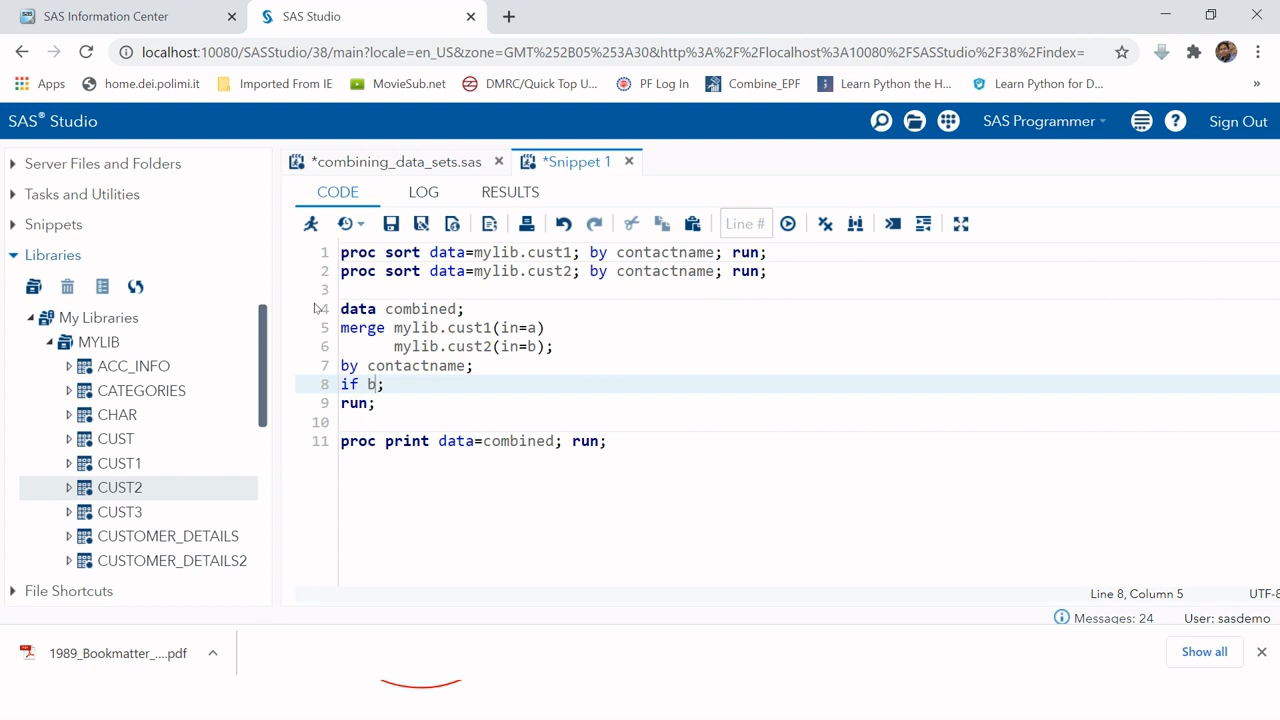 SAS Information Center
SAS Studio
localhost:10080/SASStudio/38/main?locale=en_US&zone=GMT%252B05%253A30&http%3A%2F%2Flocalhost%3A10080%2FSASStudio%2F38%2Findex=
Apps
home.dei.polimi.it
Imported From IE
MovieSub.net
DMRC/Quick Top U...
PF Log In
Combine_EPF
Learn Python the H...
Learn Python for D...
»
SAS® Studio
SAS Programmer
Sign Out
Server Files and Folders
Tasks and Utilities
Snippets
Libraries
My Libraries
MYLIB
ACC_INFO
CATEGORIES
CHAR
CUST
CUST1
CUST2
CUST3
CUSTOMER_DETAILS
CUSTOMER_DETAILS2
File Shortcuts
*combining_data_sets.sas
*Snippet 1
CODE LOG RESULTS
Line #
1 proc sort data=mylib.cust1; by contactname; run;
2 proc sort data=mylib.cust2; by contactname; run;
3
4 data combined;
5 merge mylib.cust1(in=a)
6 mylib.cust2(in=b);
7 by contactname;
8 if b;
9 run;
10
11 proc print data=combined; run;
Line 8, Column 5
UTF-8
Messages: 24
User: sasdemo
1989_Bookmatter_....pdf
Show all